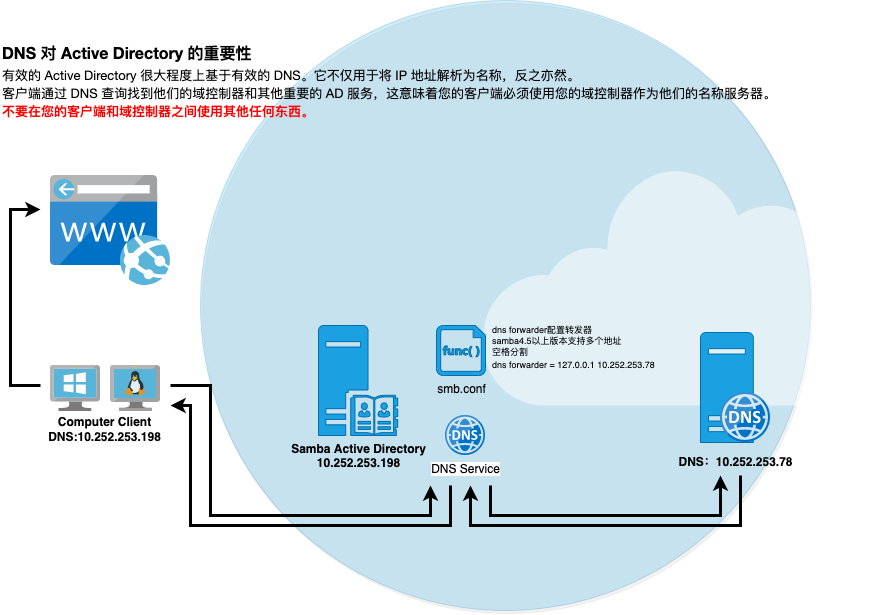 DNS 对 Active Directory 的重要性
有效的 Active Directory 很大程度上基于有效的 DNS。它不仅用于将 IP 地址解析为名称，反之亦然。
客户端通过 DNS 查询找到他们的域控制器和其他重要的 AD 服务，这意味着您的客户端必须使用您的域控制器作为他们的名称服务器。
不要在您的客户端和域控制器之间使用其他任何东西。
WWW
func( )
dns forwarder配置转发器
samba4.5以上版本支持多个地址
空格分割
dns forwarder = 127.0.0.1 10.252.253.78
smb.conf
Computer Client
DNS:10.252.253.198
Samba Active Directory
10.252.253.198
DNS
DNS Service
DNS
DNS：10.252.253.78